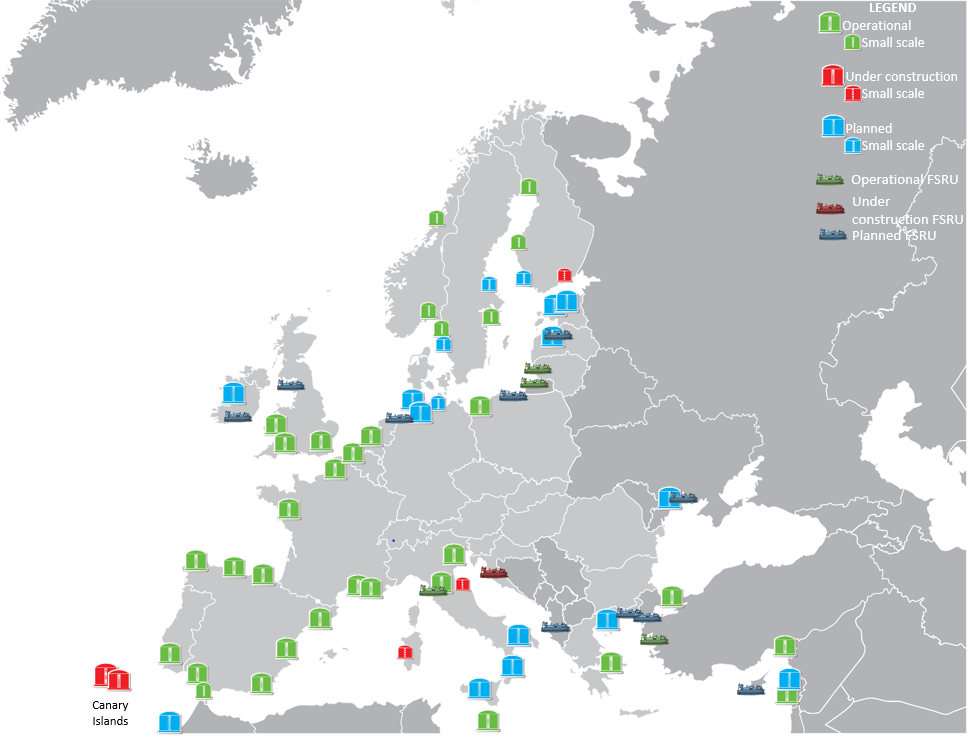 LEGEND
Operational
Small scale
Under construction
Small scale
Planned
Small scale
Operational FSRU
Under
construction FSRU
Planned FSRU
Canary
Islands